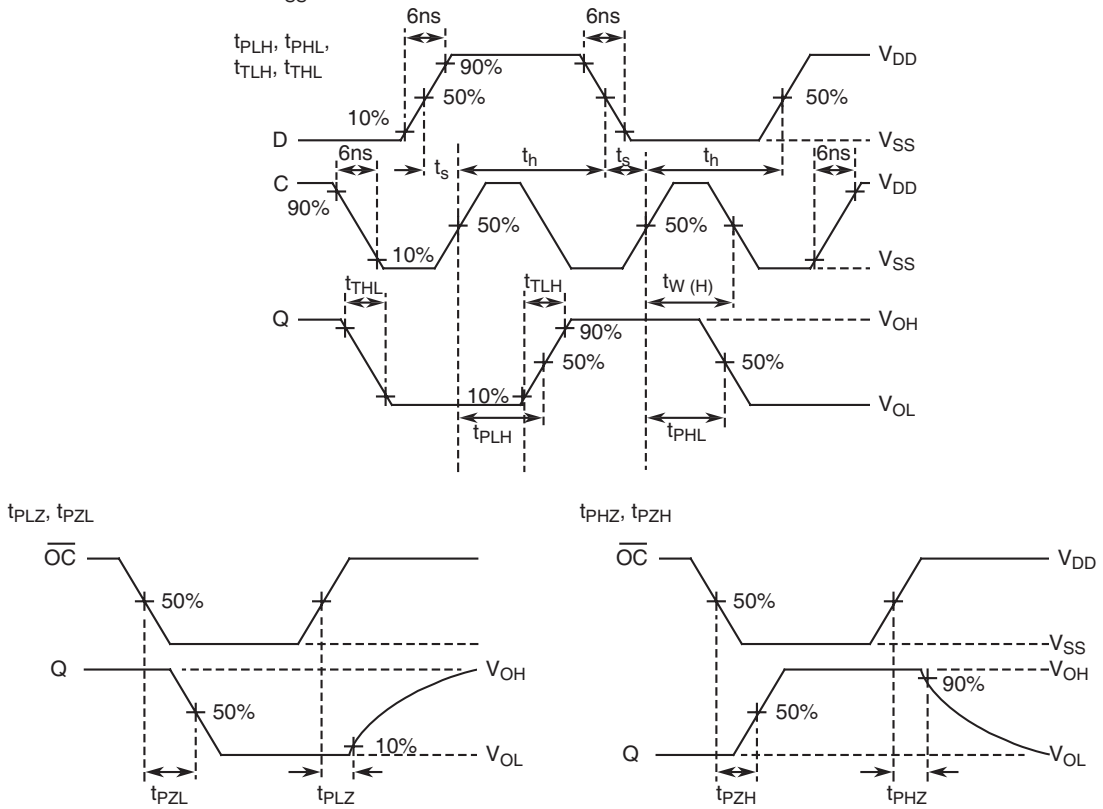 6ns 6ns
tPLH, tPHL,
tTLH, tTHL
VDD
90% 90%
50% 50% 50%
10% 10%
D VSS
6ns ts th ts th 6ns
C VDD
90%
50% 50%
10% VSS
tTHL tTLH tW (H)
Q VOH
90%
50% 50%
10%
VOL
tPLH tPHL
tPLZ, tPZL
OC
50%
Q VOH
50%
10%
VOL
tPZL tPLZ
tPHZ, tPZH
OC VDD
50%
VSS
VOH
90%
50%
Q VOL
tPZH tPHZ